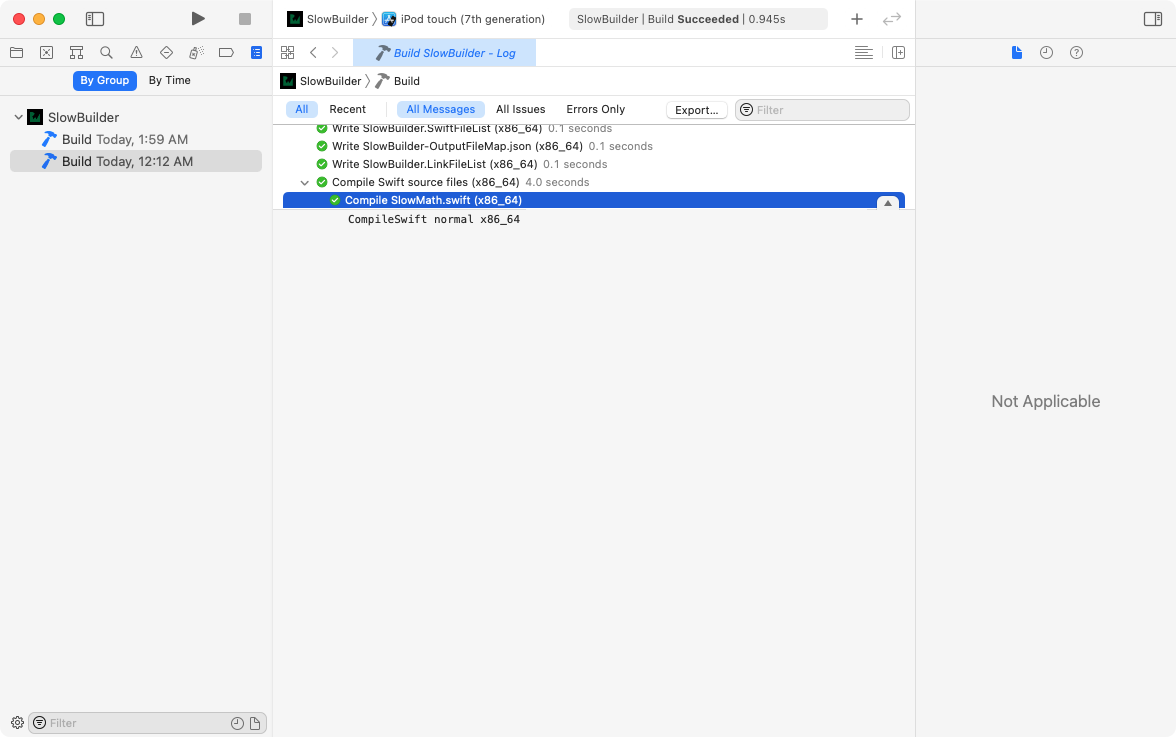 SlowBuilder 〉 iPod touch (7th generation)
SlowBuilder | Build Succeeded | 0.945s
Build SlowBuilder - Log
By Group
By Time
SlowBuilder 〉 Build
All
Recent
All Messages
All Issues
Errors Only
Export...
Filter
SlowBuilder
Build Today, 1:59 AM
Build Today, 12:12 AM
Write SlowBuilder.SwiftFileList (x86_64) 0.1 seconds
Write SlowBuilder-OutputFileMap.json (x86_64) 0.1 seconds
Write SlowBuilder.LinkFileList (x86_64) 0.1 seconds
Compile Swift source files (x86_64) 4.0 seconds
Compile SlowMath.swift (x86_64)
CompileSwift normal x86_64
Not Applicable
Filter